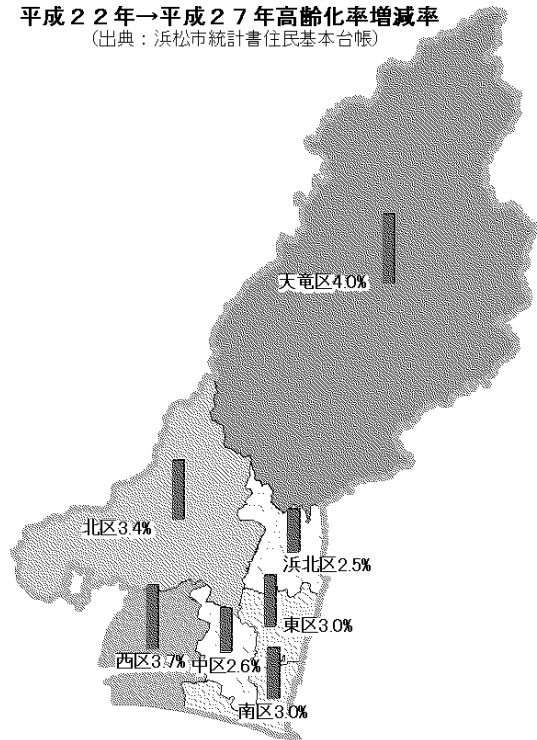 平成２２年→平成２７年高齢化率増減率
(出典：浜松市統計書住民基本台帳)
天竜区4.0%
北区3.4%
浜北区2.5%
東区3.0%
西区3.7%
中区2.6%
南区3.0%